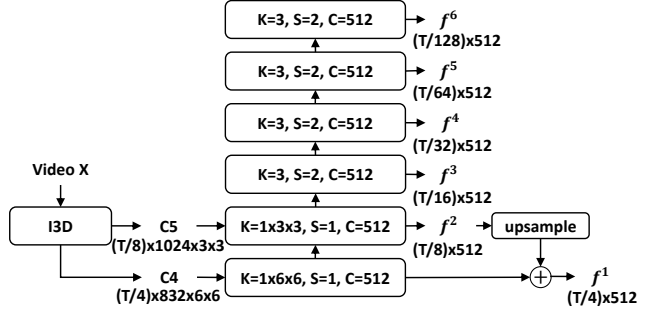 K=3, S=2, C=512
f⁶
(T/128)x512
K=3, S=2, C=512
f⁵
(T/64)x512
K=3, S=2, C=512
f⁴
(T/32)x512
Video X
K=3, S=2, C=512
f³
(T/16)x512
I3D
C5
(T/8)x1024x3x3
K=1x3x3, S=1, C=512
f²
(T/8)x512
upsample
C4
(T/4)x832x6x6
K=1x6x6, S=1, C=512
+
f¹
(T/4)x512